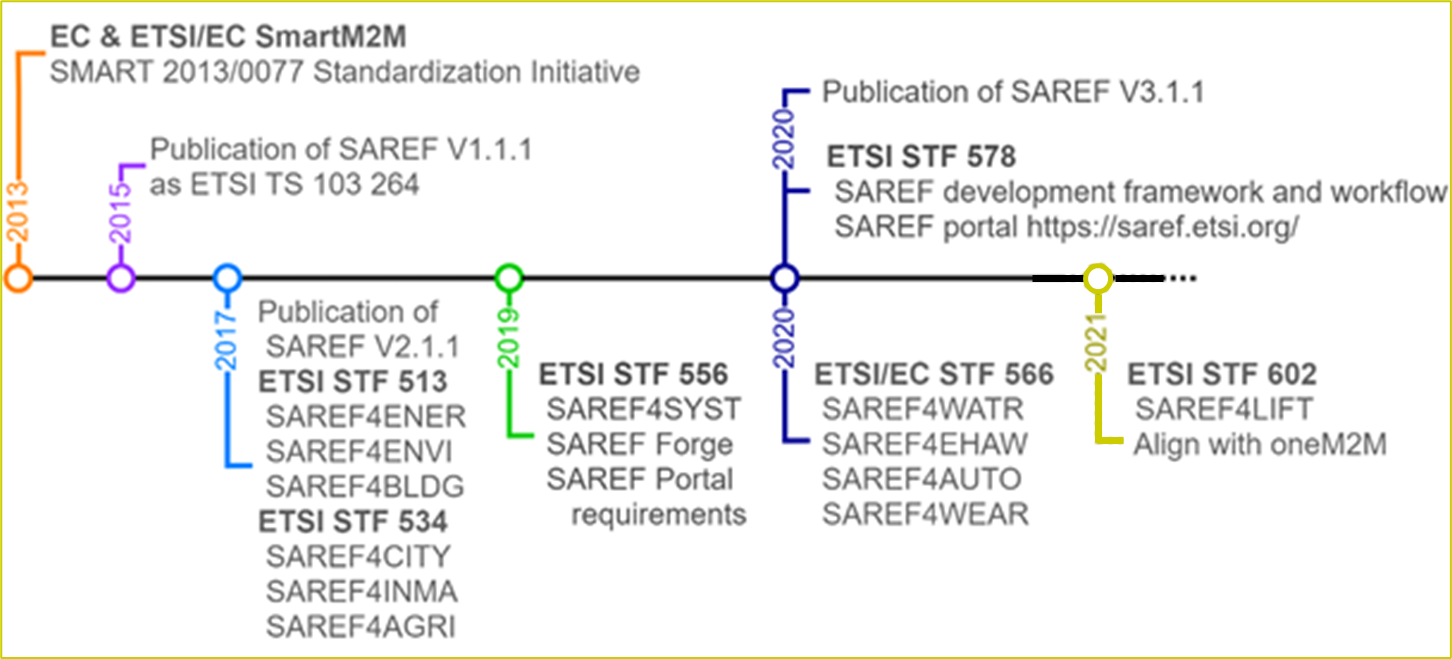 EC & ETSI/EC SmartM2M
SMART 2013/0077 Standardization Initiative
2013
Publication of SAREF V1.1.1
as ETSI TS 103 264
2015
2017
Publication of
SAREF V2.1.1
ETSI STF 513
SAREF4ENER
SAREF4ENVI
SAREF4BLDG
ETSI STF 534
SAREF4CITY
SAREF4INMA
SAREF4AGRI
2019
ETSI STF 556
SAREF4SYST
SAREF Forge
SAREF Portal
requirements
2020
Publication of SAREF V3.1.1
ETSI STF 578
SAREF development framework and workflow
SAREF portal https://saref.etsi.org/
2020
ETSI/EC STF 566
SAREF4WATR
SAREF4EHAW
SAREF4AUTO
SAREF4WEAR
2021
ETSI STF 602
SAREF4LIFT
Align with oneM2M